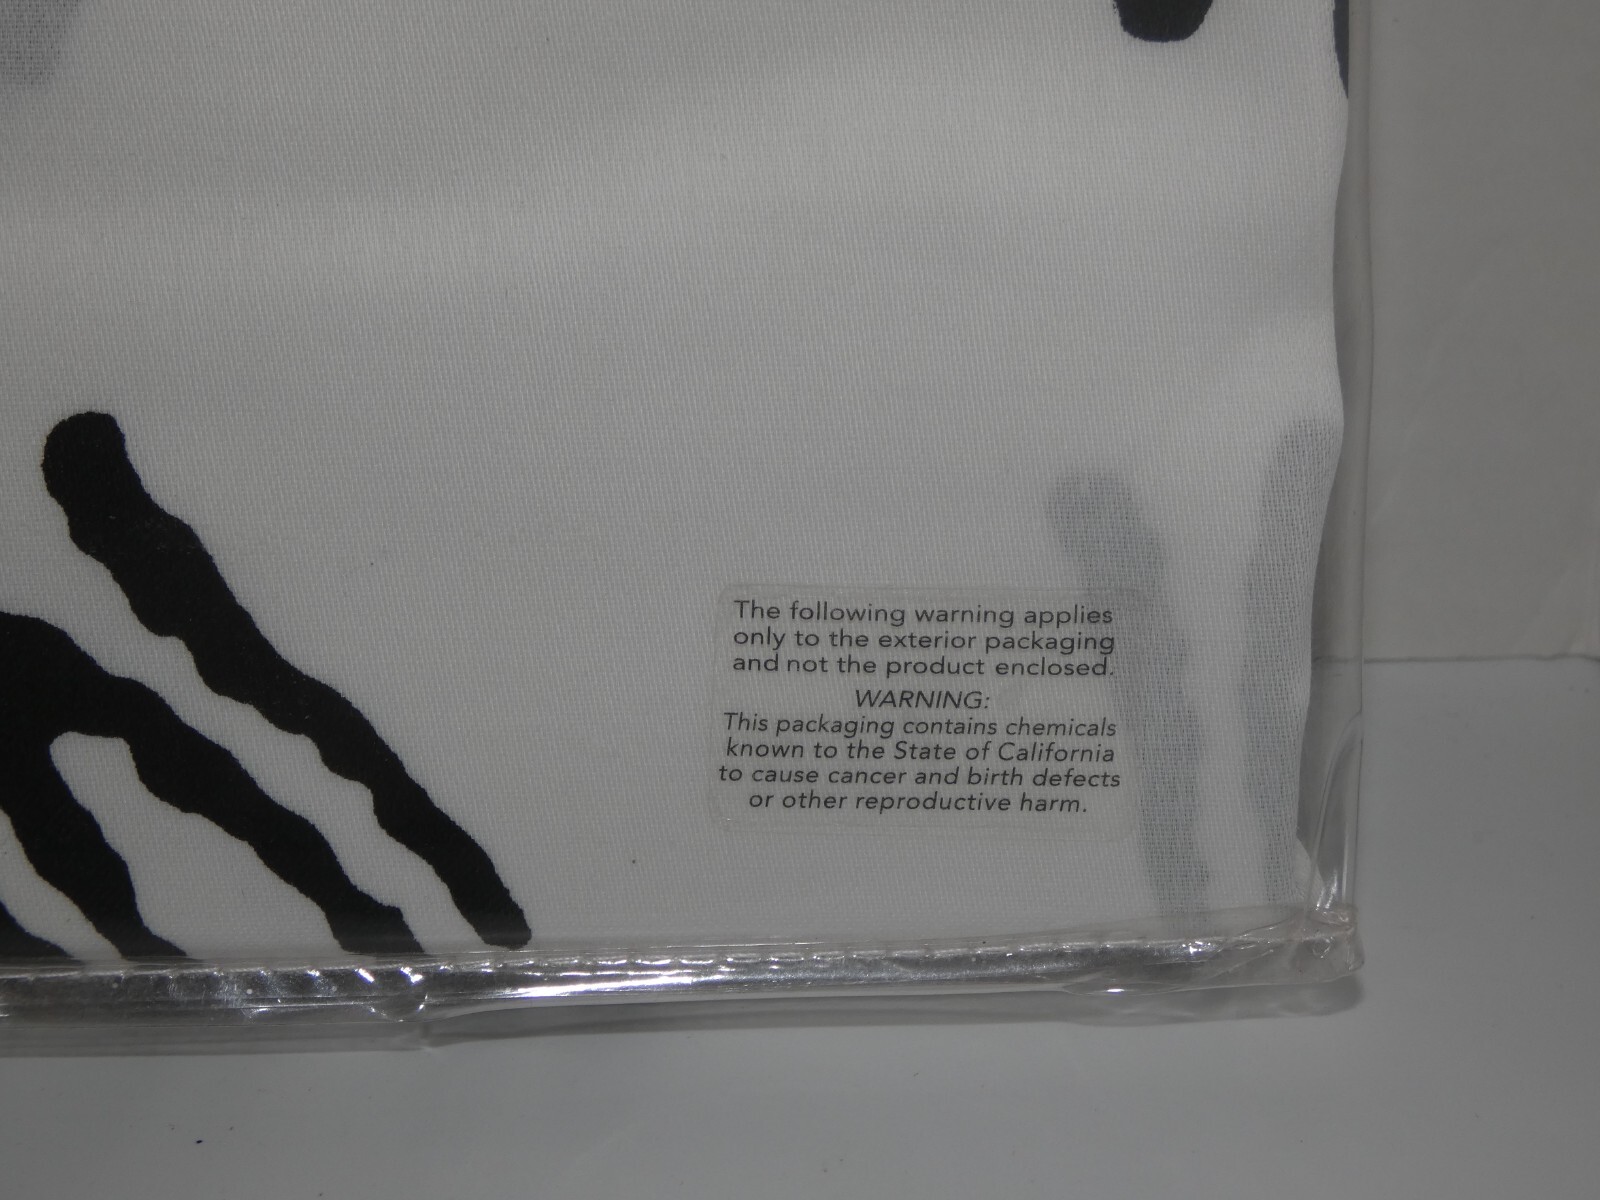 The following warning applies
only to the exterior packaging
and not the product enclosed.
WARNING:
This packaging contains chemicals
known to the State of California
to cause cancer and birth defects
or other reproductive harm.